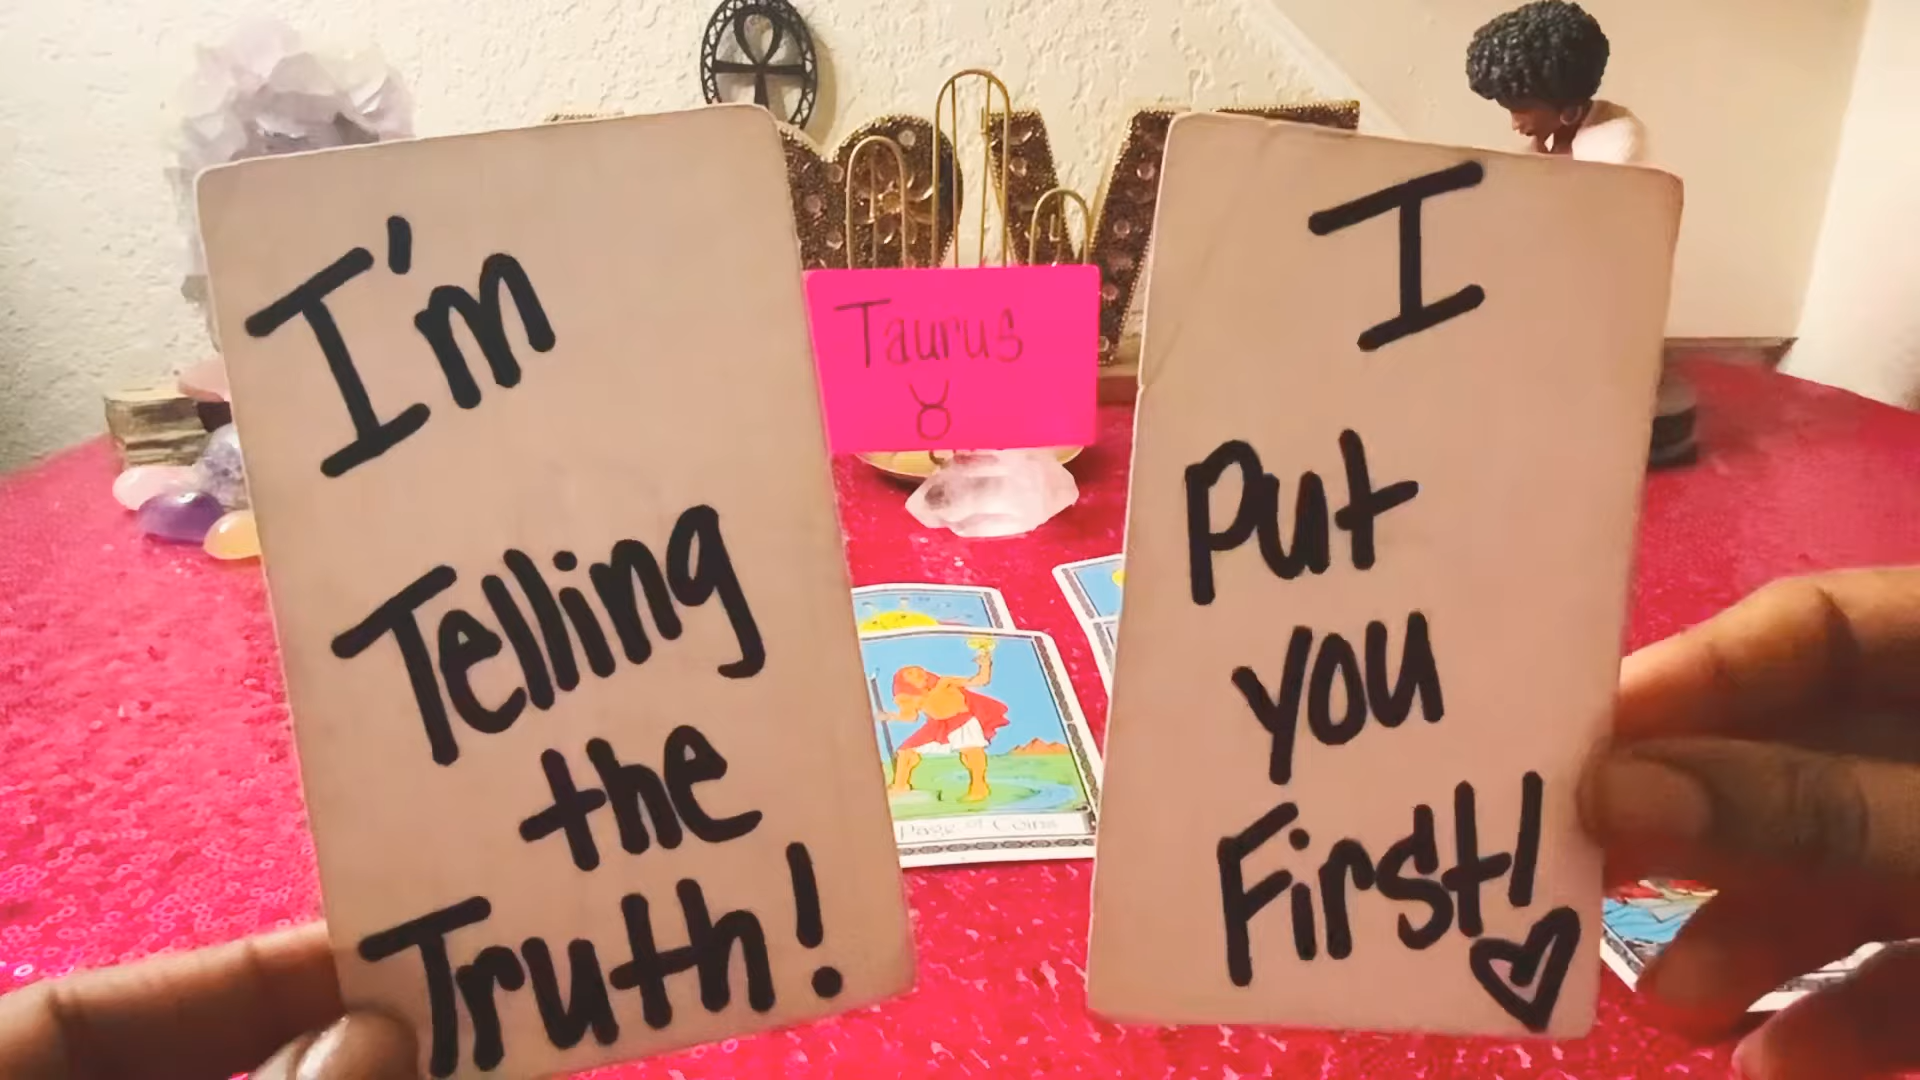 I'm
Telling
the
Truth!
Taurus
♉
I
Put
you
First!
Page of Coins